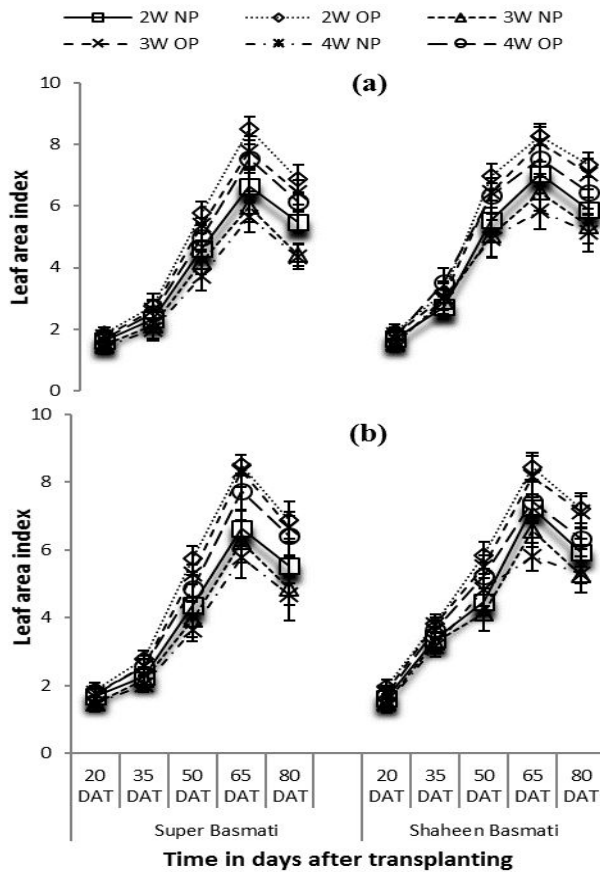 2W NP 2W OP 3W NP
3W OP 4W NP 4W OP
(a)
10
8
6
4
2
0
Leaf area index
(b)
10
8
6
4
2
0
Leaf area index
20 35 50 65 80 20 35 50 65 80
DAT DAT DAT DAT DAT DAT DAT DAT DAT DAT
Super Basmati Shaheen Basmati
Time in days after transplanting